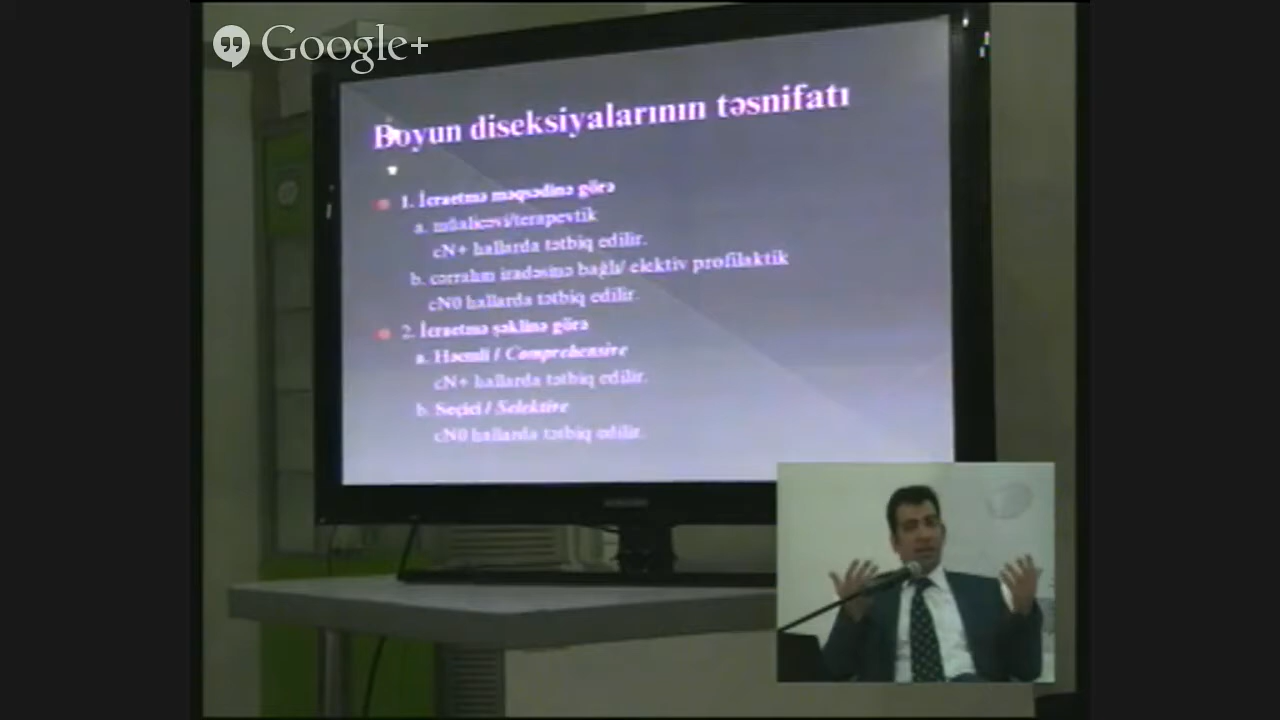 Google+
Boyun diseksiyalarının təsnifatı
1. İcraetmə məqsədinə görə
a. müalicəvi/terapevtik
cN+ hallarda tətbiq edilir.
b. cərrahın iradəsinə bağlı/ elektiv profilaktik
cN0 hallarda tətbiq edilir.
2. İcraetmə şəklinə görə
a. Həcmli / Comprehensive
cN+ hallarda tətbiq edilir.
b. Seçici / Selektive
cN0 hallarda tətbiq edilir.